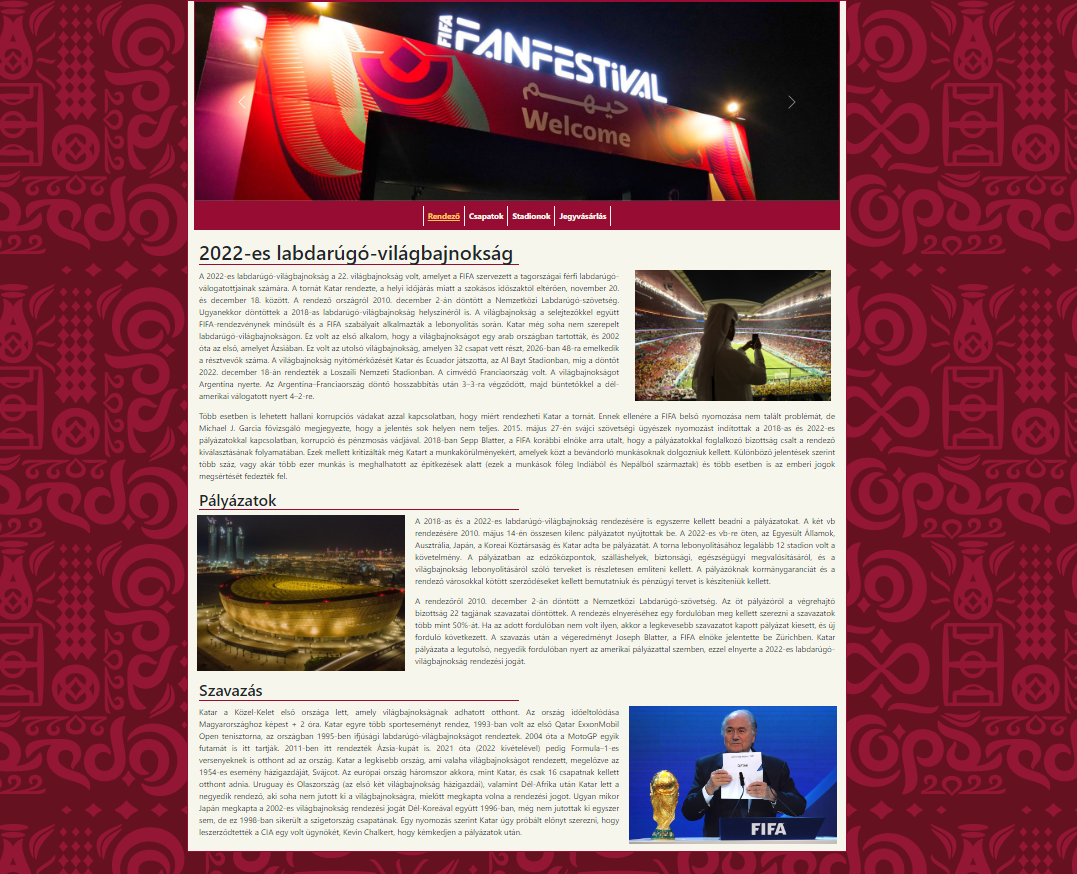 FIFA
FANFESTiVAL
Welcome
Rendező Csapatok Stadionok Jegyvásárlás
2022-es labdarúgó-világbajnokság
A 2022-es labdarúgó-világbajnokság a 22. világbajnokság volt, amelyet a FIFA szervezett a tagországai férfi labdarúgó-
válogatottjainak számára. A tornát Katar rendezte, a helyi időjárás miatt a szokásos időszaktól eltérően, november 20.
és december 18. között. A rendező országról 2010. december 2-án döntött a Nemzetközi Labdarúgó-szövetség.
Ugyanekkor döntöttek a 2018-as labdarúgó-világbajnokság helyszínéről is. A világbajnokság a selejtezőkkel együtt
FIFA-rendezvénynek minősült és a FIFA szabályait alkalmazták a lebonyolítás során. Katar még soha nem szerepelt
labdarúgó-világbajnokságon. Ez volt az első alkalom, hogy a világbajnokságot egy arab országban tartották, és 2002
óta az első, amelyet Ázsiában. Ez volt az utolsó világbajnokság, amelyen 32 csapat vett részt, 2026-ban 48-ra emelkedik
a résztvevők száma. A világbajnokság nyitómérkőzését Katar és Ecuador játszotta, az Al Bayt Stadionban, míg a döntőt
2022. december 18-án rendezték a Loszaíli Nemzeti Stadionban. A címvédő Franciaország volt. A világbajnokságot
Argentína nyerte. Az Argentína–Franciaország döntő hosszabbítás után 3–3-ra végződött, majd büntetőkkel a dél-
amerikai válogatott nyert 4–2-re.
Több esetben is lehetett hallani korrupciós vádakat azzal kapcsolatban, hogy miért rendezheti Katar a tornát. Ennek ellenére a FIFA belső nyomozása nem talált problémát, de
Michael J. Garcia fővizsgáló megjegyezte, hogy a jelentés sok helyen nem teljes. 2015. május 27-én svájci szövetségi ügyészek nyomozást indítottak a 2018-as és 2022-es
pályázatokkal kapcsolatban, korrupció és pénzmosás vádjával. 2018-ban Sepp Blatter, a FIFA korábbi elnöke arra utalt, hogy a pályázatokkal foglalkozó bizottság csalt a rendező
kiválasztásának folyamatában. Ezek mellett kritizálták még Katart a munkakörülményekért, amelyek közt a bevándorló munkásoknak dolgozniuk kellett. Különböző jelentések szerint
több száz, vagy akár több ezer munkás is meghalhatott az építkezések alatt (ezek a munkások főleg Indiából és Nepálból származtak) és több esetben is az emberi jogok
megsértését fedezték fel.
Pályázatok
A 2018-as és a 2022-es labdarúgó-világbajnokság rendezésére is egyszerre kellett beadni a pályázatokat. A két vb
rendezésére 2010. május 14-én összesen kilenc pályázatot nyújtottak be. A 2022-es vb-re öten, az Egyesült Államok,
Ausztrália, Japán, a Koreai Köztársaság és Katar adta be pályázatát. A torna lebonyolításához legalább 12 stadion volt a
követelmény. A pályázatban az edzőközpontok, szálláshelyek, biztonsági, egészségügyi megvalósításáról, és a
világbajnokság lebonyolításáról szóló terveket is részletesen említeni kellett. A pályázóknak kormánygaranciát és a
rendező városokkal kötött szerződéseket kellett bemutatniuk és pénzügyi tervet is készíteniük kellett.
A rendezőről 2010. december 2-án döntött a Nemzetközi Labdarúgó-szövetség. Az öt pályázóról a végrehajtó
bizottság 22 tagjának szavazatai döntöttek. A rendezés elnyeréséhez egy fordulóban meg kellett szerezni a szavazatok
több mint 50%-át. Ha az adott fordulóban nem volt ilyen, akkor a legkevesebb szavazatot kapott pályázat kiesett, és új
forduló következett. A szavazás után a végeredményt Joseph Blatter, a FIFA elnöke jelentette be Zürichben. Katar
pályázata a legutolsó, negyedik fordulóban nyert az amerikai pályázattal szemben, ezzel elnyerte a 2022-es labdarúgó-
világbajnokság rendezési jogát.
Szavazás
Katar a Közel-Kelet első országa lett, amely világbajnokságnak adhatott otthont. Az ország időeltolódása
Magyarországhoz képest + 2 óra. Katar egyre több sporteseményt rendez, 1993-ban volt az első Qatar ExxonMobil
Open tenisztorna, az országban 1995-ben ifjúsági labdarúgó-világbajnokságot rendeztek. 2004 óta a MotoGP egyik
futamát is itt tartják. 2011-ben itt rendezték Ázsia-kupát is. 2021 óta (2022 kivételével) pedig Formula–1-es
versenyeknek is otthont ad az ország. Katar a legkisebb ország, ami valaha világbajnokságot rendezett, megelőzve az
1954-es esemény házigazdáját, Svájcot. Az európai ország háromszor akkora, mint Katar, és csak 16 csapatnak kellett
otthont adnia. Uruguay és Olaszország (az első két világbajnokság házigazdái), valamint Dél-Afrika után Katar lett a
negyedik rendező, aki soha nem jutott ki a világbajnokságra, mielőtt megkapta volna a rendezési jogot. Ugyan mikor
Japán megkapta a 2002-es világbajnokság rendezési jogát Dél-Koreával együtt 1996-ban, még nem jutottak ki egyszer
sem, de ez 1998-ban sikerült a szigetország csapatának. Egy nyomozás szerint Katar úgy próbált előnyt szerezni, hogy
leszerződtették a CIA egy volt ügynökét, Kevin Chalkert, hogy kémkedjen a pályázatok után.
QATAR
FIFA
2022